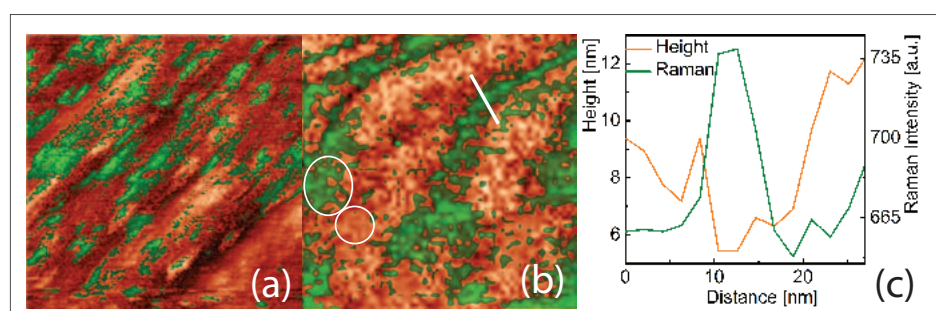 (a)
(b)
Height
Raman
Height [nm]
12
10
8
6
735
700
665
Raman Intensity [a.u.]
0
10
20
Distance [nm]
(c)